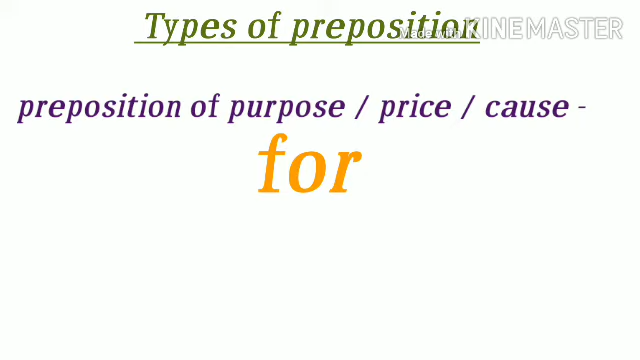 Types of preposition
Made with KINEMASTER
preposition of purpose / price / cause -
for